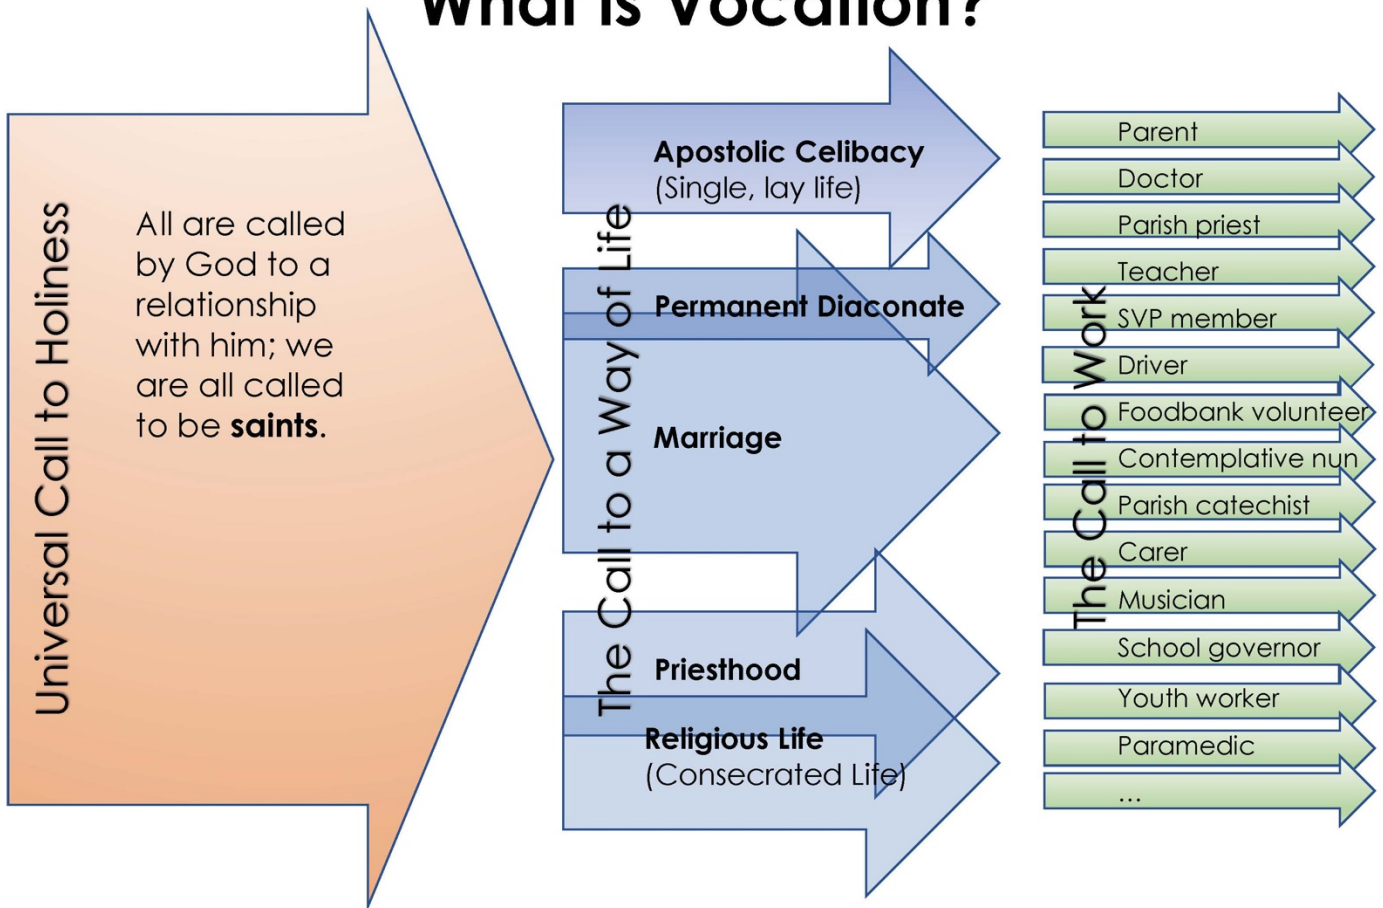 What is Vocation?
Universal Call to Holiness
All are called
by God to a
relationship
with him; we
are all called
to be saints.
The Call to a Way of Life
Apostolic Celibacy
(Single, lay life)
Permanent Diaconate
Marriage
Priesthood
Religious Life
(Consecrated Life)
The Call to Work
Parent
Doctor
Parish priest
Teacher
SVP member
Driver
Foodbank volunteer
Contemplative nun
Parish catechist
Carer
Musician
School governor
Youth worker
Paramedic
...